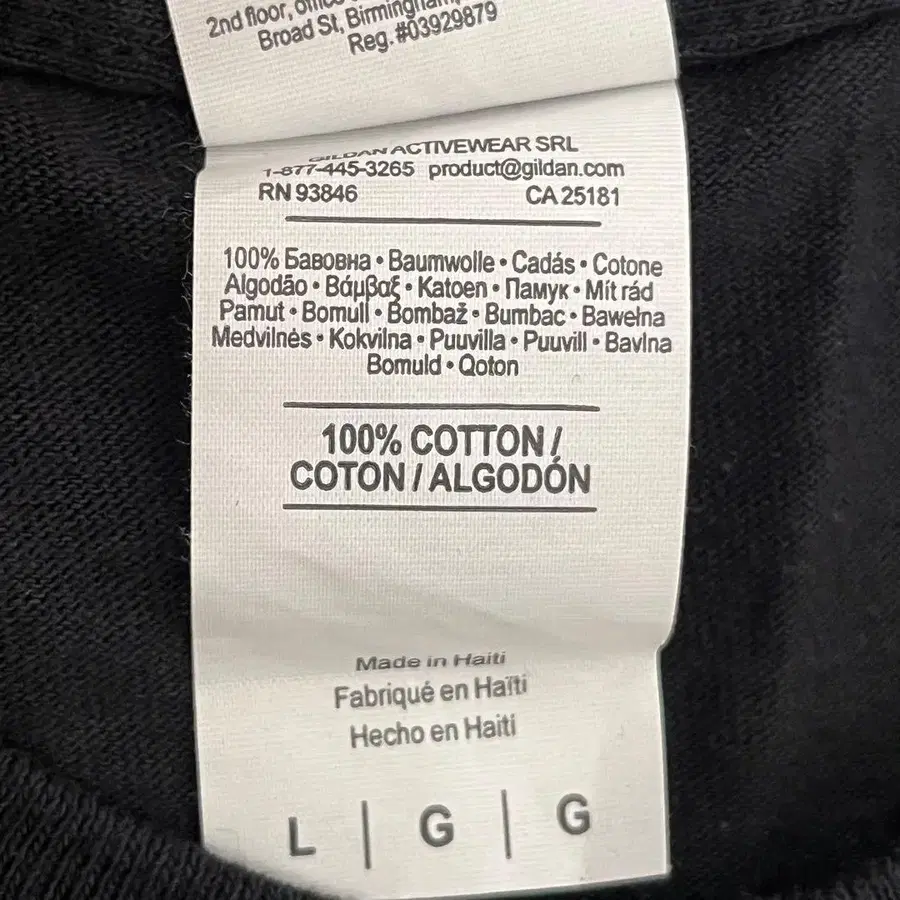 2nd floor,
Broad St, Birmingham,
Reg. #03929879
GILDAN ACTIVEWEAR SRL
1-877-445-3265 product@gildan.com
RN 93846 CA 25181
100% Бавовна • Baumwolle • Cadás • Cotone
Algodão • Βάμβαξ • Katoen • Памук • Mít rád
Pamut • Bomull • Bombaž • Bumbac • Bawełna
Medvilnės • Kokvilna • Puuvilla • Puuvill • Bavlna
Bomuld • Qoton
100% COTTON /
COTON / ALGODÓN
Made in Haiti
Fabriqué en Haïti
Hecho en Haití
L | G | G